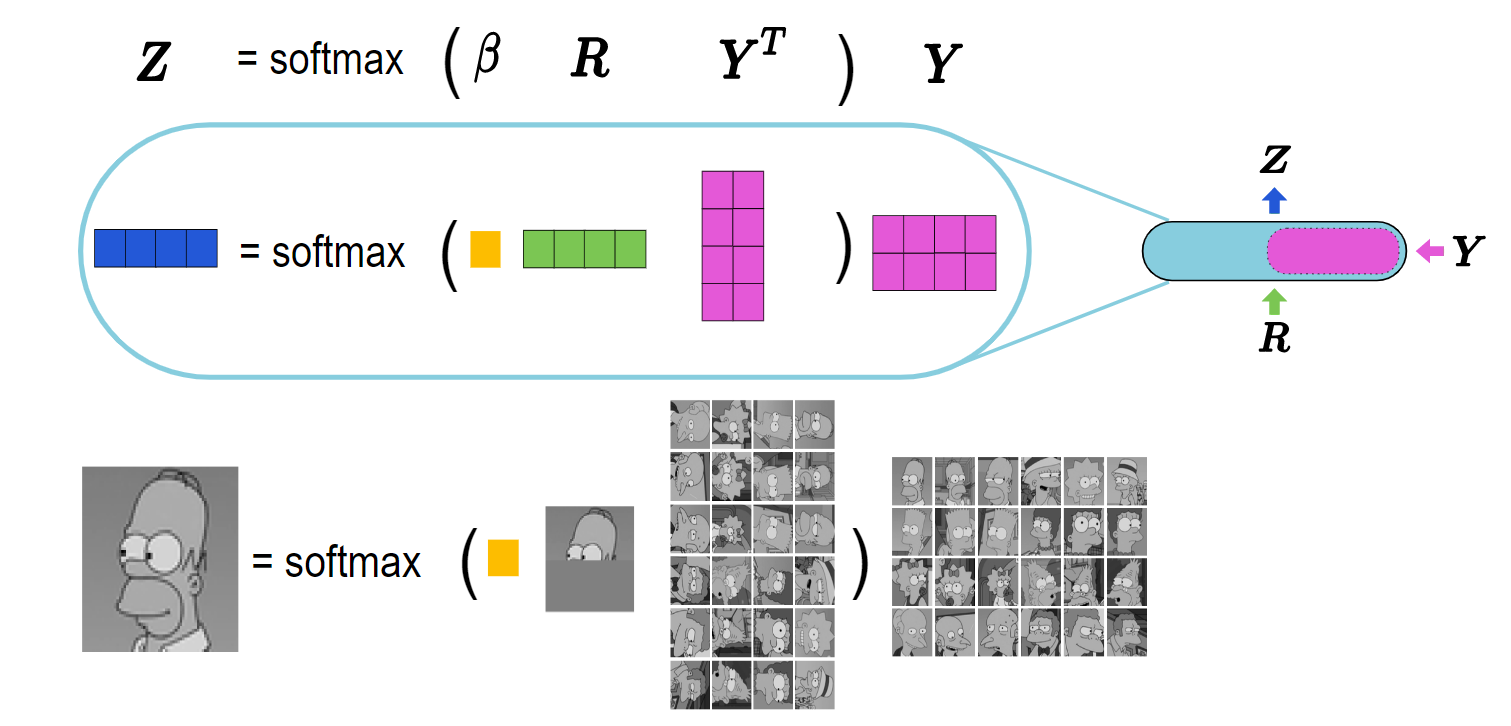 Z = softmax ( β R Y^T ) Y
Z
= softmax ( )
Y
R
= softmax ( )